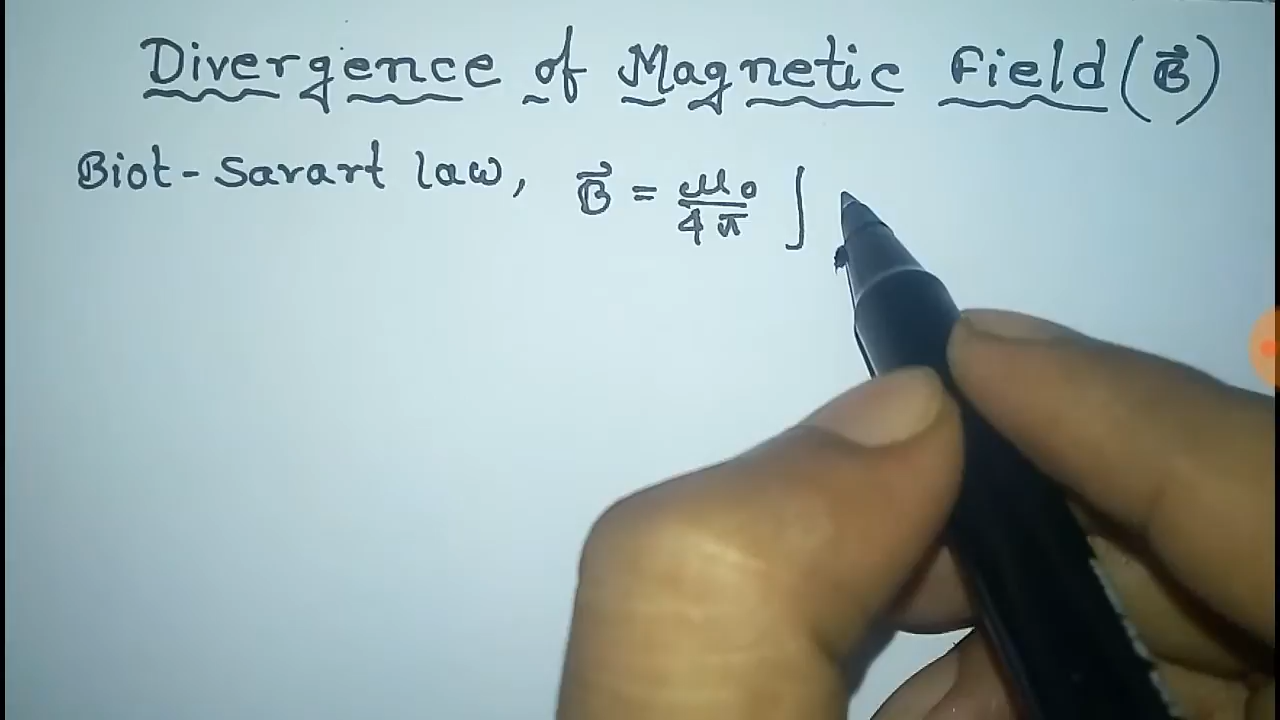 Divergence of Magnetic Field (B⃗)
Biot-Savart law, B⃗ = μ₀/4π ∫